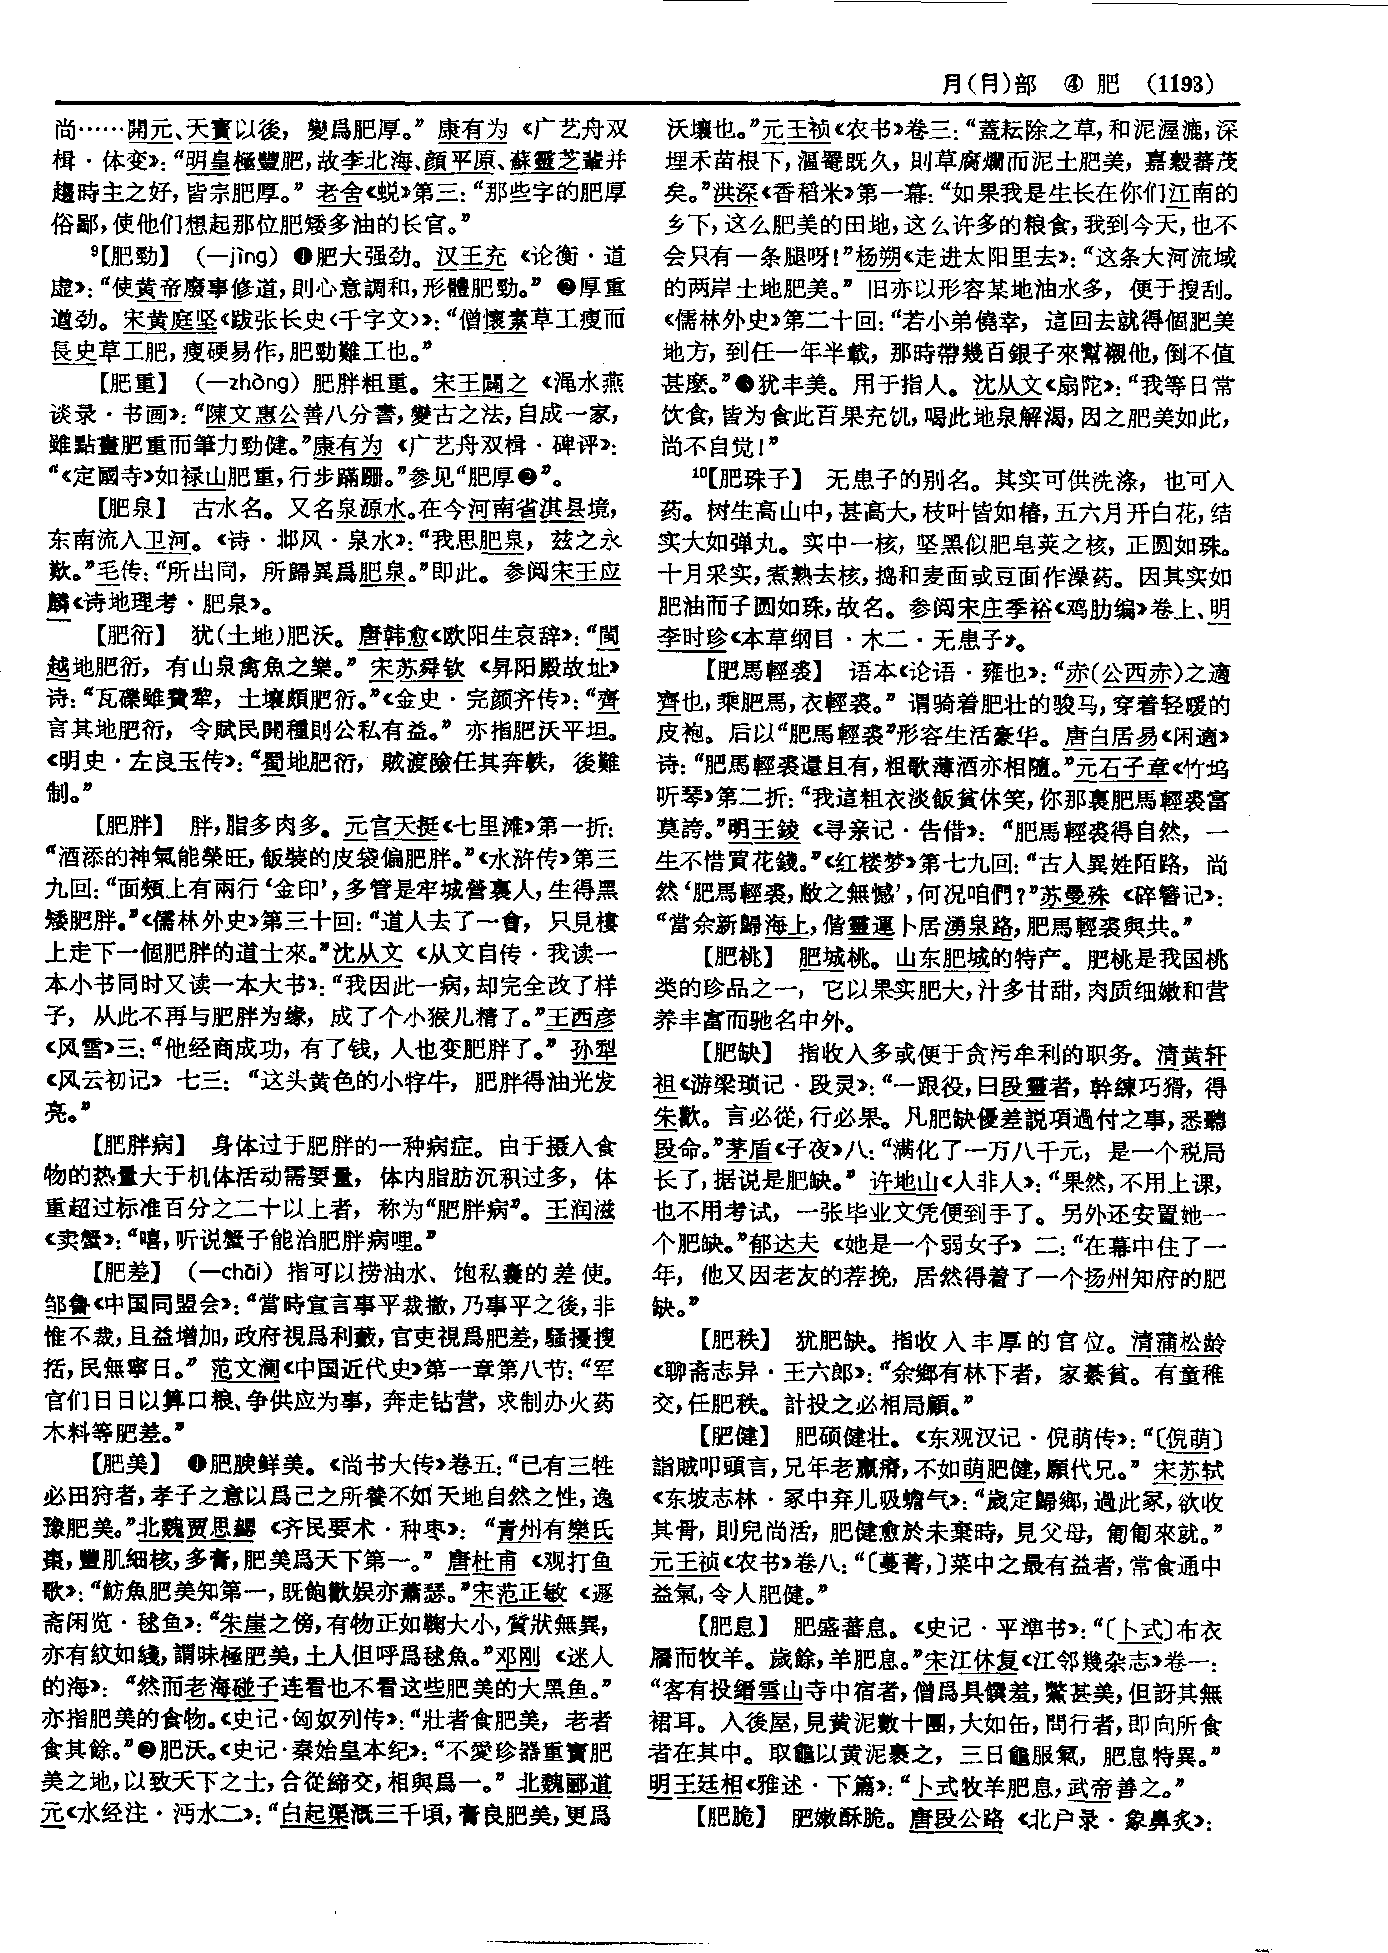 月(⺼)部 ④ 肥 (1193)
尚……開元、天寶以後，變爲肥厚。”康有为《广艺舟双
楫·体变》：“明皇極豐肥，故李北海、顔平原、蘇靈芝輩并
趨時主之好，皆宗肥厚。”老舍《蜕》第三：“那些字的肥厚
俗鄙，使他们想起那位肥矮多油的长官。”
9【肥勁】（—jìng）❶肥大强劲。汉王充《论衡·道
虚》：“使黄帝廢事修道，則心意調和，形體肥勁。”❷厚重
遒劲。宋黄庭坚《跋张长史〈千字文〉》：“僧懷素草工瘦而
長史草工肥，瘦硬易作，肥勁難工也。”
【肥重】（—zhòng）肥胖粗重。宋王闢之《渑水燕
谈录·书画》：“陳文惠公善八分書，變古之法，自成一家，
雖點畫肥重而筆力勁健。”康有为《广艺舟双楫·碑评》：
“《定國寺》如禄山肥重，行步蹣跚。”参见“肥厚❷”。
【肥泉】 古水名。又名泉源水。在今河南省淇县境，
东南流入卫河。《诗·邶风·泉水》：“我思肥泉，兹之永
歎。”毛传：“所出同，所歸異爲肥泉。”即此。参阅宋王应
麟《诗地理考·肥泉》。
【肥衍】 犹(土地)肥沃。唐韩愈《欧阳生哀辞》：“閩
越地肥衍，有山泉禽魚之樂。”宋苏舜钦《昇阳殿故址》
诗：“瓦礫雖費犂，土壤頗肥衍。”《金史·完颜齐传》：“齊
言其地肥衍，令賦民開種則公私有益。”亦指肥沃平坦。
《明史·左良玉传》：“蜀地肥衍，賊渡險任其奔軼，後難
制。”
【肥胖】 胖，脂多肉多。元宫天挺《七里滩》第一折：
“酒添的神氣能榮旺，飯裝的皮袋偏肥胖。”《水浒传》第三
九回：“面頰上有兩行‘金印’，多管是牢城營裏人，生得黑
矮肥胖。”《儒林外史》第三十回：“道人去了一會，只見樓
上走下一個肥胖的道士來。”沈从文《从文自传·我读一
本小书同时又读一本大书》：“我因此一病，却完全改了样
子，从此不再与肥胖为缘，成了个小猴儿精了。”王西彦
《风雪》三：“他经商成功，有了钱，人也变肥胖了。”孙犁
《风云初记》七三：“这头黄色的小牸牛，肥胖得油光发
亮。”
【肥胖病】 身体过于肥胖的一种病症。由于摄入食
物的热量大于机体活动需要量，体内脂肪沉积过多，体
重超过标准百分之二十以上者，称为“肥胖病”。王润滋
《卖蟹》：“嘻，听说蟹子能治肥胖病哩。”
【肥差】（—chāi）指可以捞油水、饱私囊的差使。
邹鲁《中国同盟会》：“當時宣言事平裁撤，乃事平之後，非
惟不裁，且益增加，政府視爲利藪，官吏視爲肥差，騷擾搜
括，民無寧日。”范文澜《中国近代史》第一章第八节：“军
官们日日以算口粮、争供应为事，奔走钻营，求制办火药
木料等肥差。”
【肥美】 ❶肥腴鲜美。《尚书大传》卷五：“已有三牲
必田狩者，孝子之意以爲己之所養不如天地自然之性，逸
豫肥美。”北魏贾思勰《齐民要术·种枣》：“青州有樂氏
棗，豐肌細核，多膏，肥美爲天下第一。”唐杜甫《观打鱼
歌》：“魴魚肥美知第一，既飽歡娱亦蕭瑟。”宋范正敏《遯
斋闲览·毬鱼》：“朱崖之傍，有物正如鞠大小，質狀無異，
亦有紋如綫，謂味極肥美，土人但呼爲毬魚。”邓刚《迷人
的海》：“然而老海碰子连看也不看这些肥美的大黑鱼。”
亦指肥美的食物。《史记·匈奴列传》：“壯者食肥美，老者
食其餘。”❷肥沃。《史记·秦始皇本纪》：“不愛珍器重寶肥
美之地，以致天下之士，合從締交，相與爲一。”北魏郦道
元《水经注·沔水二》：“白起渠溉三千頃，膏良肥美，更爲
沃壤也。”元王祯《农书》卷三：“蓋耘除之草，和泥渥漉，深
埋禾苗根下，漚罨既久，則草腐爛而泥土肥美，嘉穀蕃茂
矣。”洪深《香稻米》第一幕：“如果我是生长在你们江南的
乡下，这么肥美的田地，这么许多的粮食，我到今天，也不
会只有一条腿呀！”杨朔《走进太阳里去》：“这条大河流域
的两岸土地肥美。”旧亦以形容某地油水多，便于搜刮。
《儒林外史》第二十回：“若小弟僥幸，這回去就得個肥美
地方，到任一年半載，那時帶幾百銀子來幫襯他，倒不值
甚麽。”❸犹丰美。用于指人。沈从文《扇陀》：“我等日常
饮食，皆为食此百果充饥，喝此地泉解渴，因之肥美如此，
尚不自觉！”
10【肥珠子】 无患子的别名。其实可供洗涤，也可入
药。树生高山中，甚高大，枝叶皆如椿，五六月开白花，结
实大如弹丸。实中一核，坚黑似肥皂荚之核，正圆如珠。
十月采实，煮熟去核，捣和麦面或豆面作澡药。因其实如
肥油而子圆如珠，故名。参阅宋庄季裕《鸡肋编》卷上、明
李时珍《本草纲目·木二·无患子》。
【肥馬輕裘】 语本《论语·雍也》：“赤(公西赤)之適
齊也，乘肥馬，衣輕裘。”谓骑着肥壮的骏马，穿着轻暖的
皮袍。后以“肥馬輕裘”形容生活豪华。唐白居易《闲適》
诗：“肥馬輕裘還且有，粗歌薄酒亦相隨。”元石子章《竹坞
听琴》第二折：“我這粗衣淡飯貧休笑，你那裏肥馬輕裘富
莫誇。”明王錂《寻亲记·告借》：“肥馬輕裘得自然，一
生不惜買花錢。”《红楼梦》第七九回：“古人異姓陌路，尚
然‘肥馬輕裘，敝之無憾’，何况咱們？”苏曼殊《碎簪记》：
“當余新歸海上，偕靈運卜居湧泉路，肥馬輕裘與共。”
【肥桃】 肥城桃。山东肥城的特产。肥桃是我国桃
类的珍品之一，它以果实肥大，汁多甘甜，肉质细嫩和营
养丰富而驰名中外。
【肥缺】 指收入多或便于贪污牟利的职务。清黄轩
祖《游梁琐记·段灵》：“一跟役，曰段靈者，幹練巧猾，得
朱歡。言必從，行必果。凡肥缺優差説項過付之事，悉聽
段命。”茅盾《子夜》八：“满化了一万八千元，是一个税局
长了，据说是肥缺。”许地山《人非人》：“果然，不用上课，
也不用考试，一张毕业文凭便到手了。另外还安置她一
个肥缺。”郁达夫《她是一个弱女子》二：“在幕中住了一
年，他又因老友的荐挽，居然得着了一个扬州知府的肥
缺。”
【肥秩】 犹肥缺。指收入丰厚的官位。清蒲松龄
《聊斋志异·王六郎》：“余鄉有林下者，家綦貧。有童稚
交，任肥秩。計投之必相周顧。”
【肥健】 肥硕健壮。《东观汉记·倪萌传》：“〔倪萌〕
詣賊叩頭言，兄年老羸瘠，不如萌肥健，願代兄。”宋苏轼
《东坡志林·冢中弃儿吸蟾气》：“歲定歸鄉，過此冢，欲收
其骨，則兒尚活，肥健愈於未棄時，見父母，匍匐來就。”
元王祯《农书》卷八：“〔蔓菁，〕菜中之最有益者，常食通中
益氣，令人肥健。”
【肥息】 肥盛蕃息。《史记·平準书》：“〔卜式〕布衣
屩而牧羊。歲餘，羊肥息。”宋江休复《江邻幾杂志》卷一：
“客有投縉雲山寺中宿者，僧爲具饌羞，鱉甚美，但訝其無
裙耳。入後屋，見黄泥數十團，大如缶，問行者，即向所食
者在其中。取龜以黄泥裹之，三日龜服氣，肥息特異。”
明王廷相《雅述·下篇》：“卜式牧羊肥息，武帝善之。”
【肥脆】 肥嫩酥脆。唐段公路《北户录·象鼻炙》：